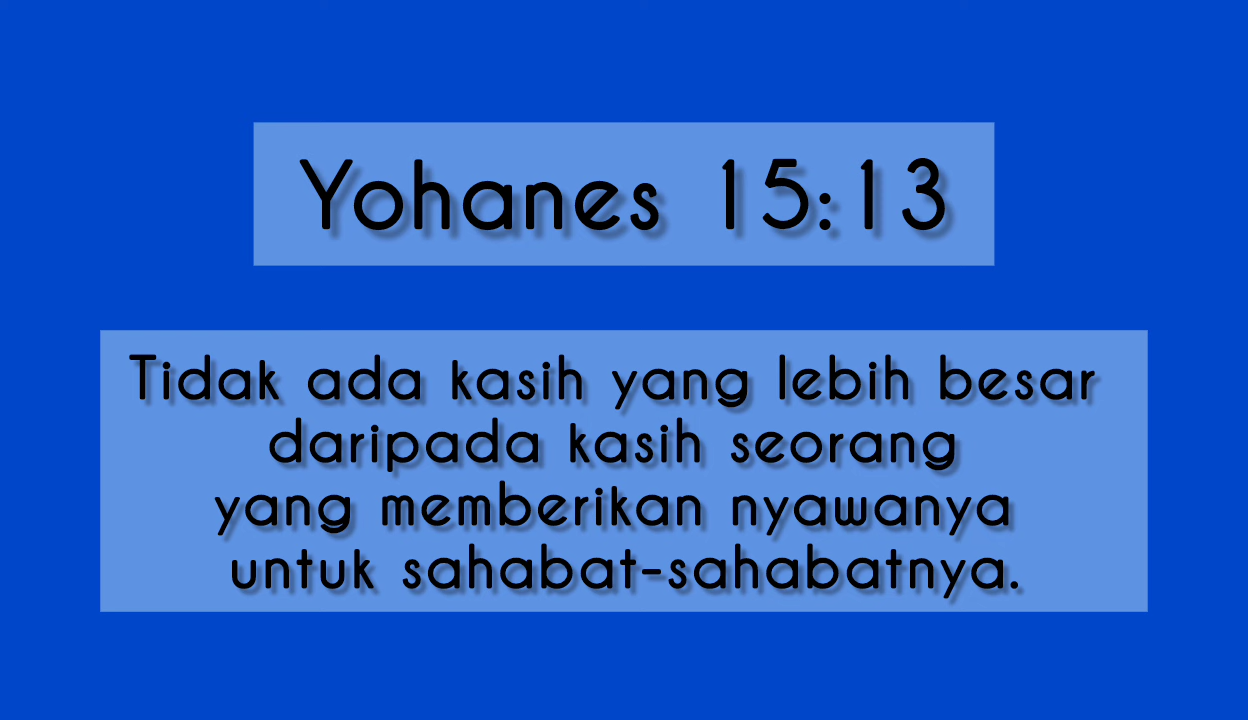 Yohanes 15:13
Tidak ada kasih yang lebih besar
daripada kasih seorang
yang memberikan nyawanya
untuk sahabat-sahabatnya.